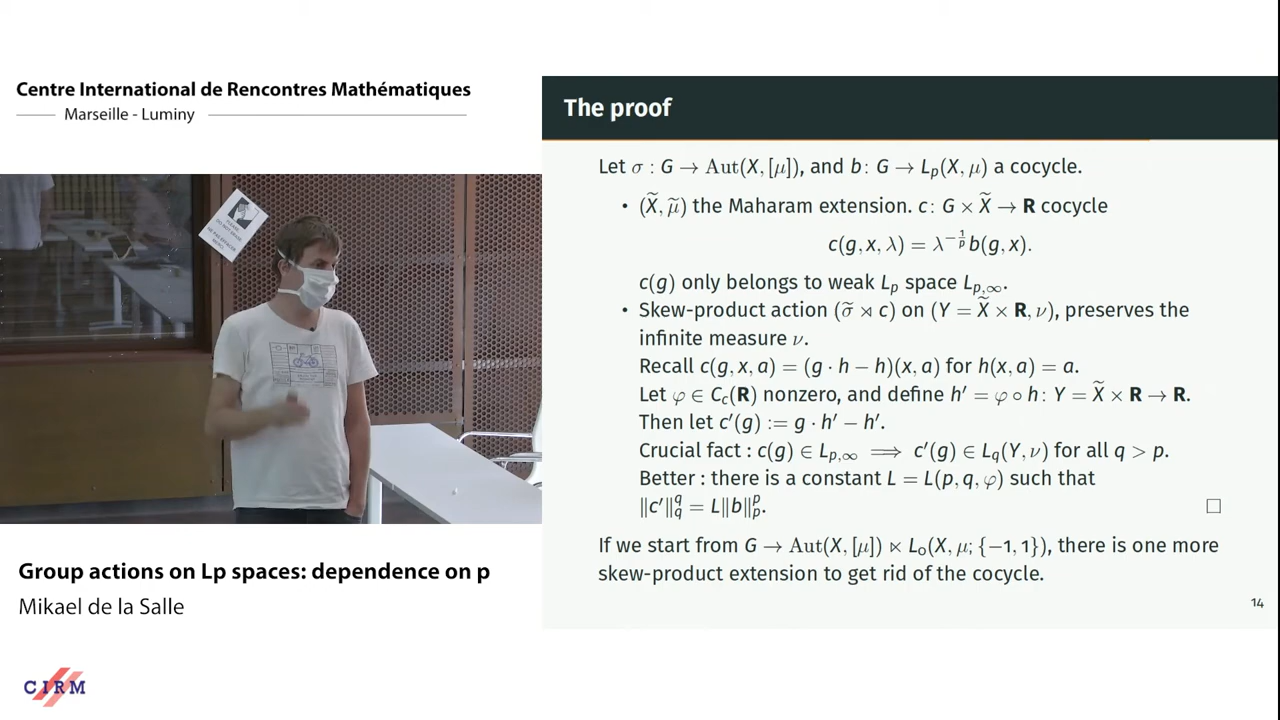 Centre International de Rencontres Mathématiques
Marseille - Luminy
The proof
Let σ : G → Aut(X, [μ]), and b: G → Lₚ(X, μ) a cocycle.
• (X̃, μ̃) the Maharam extension. c: G × X̃ → R cocycle
c(g, x, λ) = λ^{-1/p} b(g, x).
c(g) only belongs to weak Lₚ space L_{p,∞}.
• Skew-product action (σ̃ ⋊ c) on (Y = X̃ × R, ν), preserves the
infinite measure ν.
Recall c(g, x, a) = (g · h − h)(x, a) for h(x, a) = a.
Let φ ∈ C_c(R) nonzero, and define h′ = φ ∘ h: Y = X̃ × R → R.
Then let c′(g) := g · h′ − h′.
Crucial fact : c(g) ∈ L_{p,∞} ⟹ c′(g) ∈ L_q(Y, ν) for all q > p.
Better : there is a constant L = L(p, q, φ) such that
‖c′‖_q^q = L‖b‖_p^p.
□
If we start from G → Aut(X, [μ]) ⋉ L₀(X, μ; {−1, 1}), there is one more
skew-product extension to get rid of the cocycle.
14
Group actions on Lp spaces: dependence on p
Mikael de la Salle
CIRM